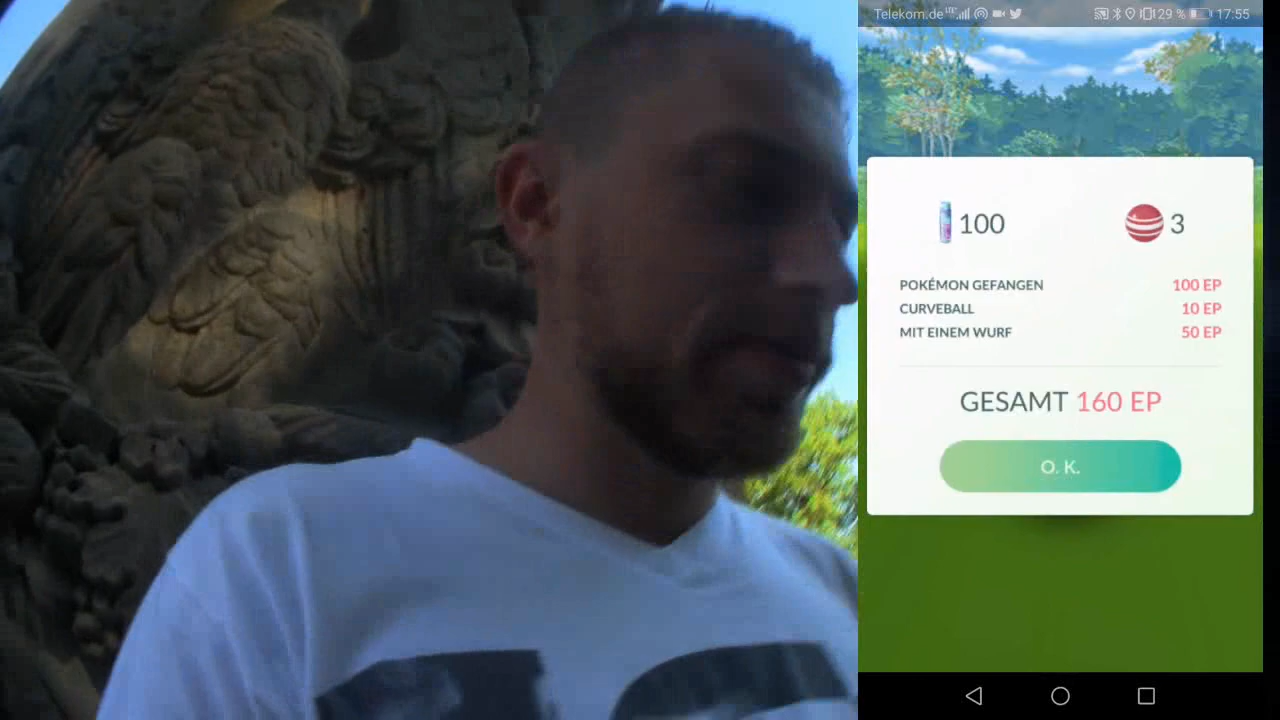 Telekom.de LTE 29 % 17:55
100 3
POKÉMON GEFANGEN 100 EP
CURVEBALL 10 EP
MIT EINEM WURF 50 EP
GESAMT 160 EP
O. K.